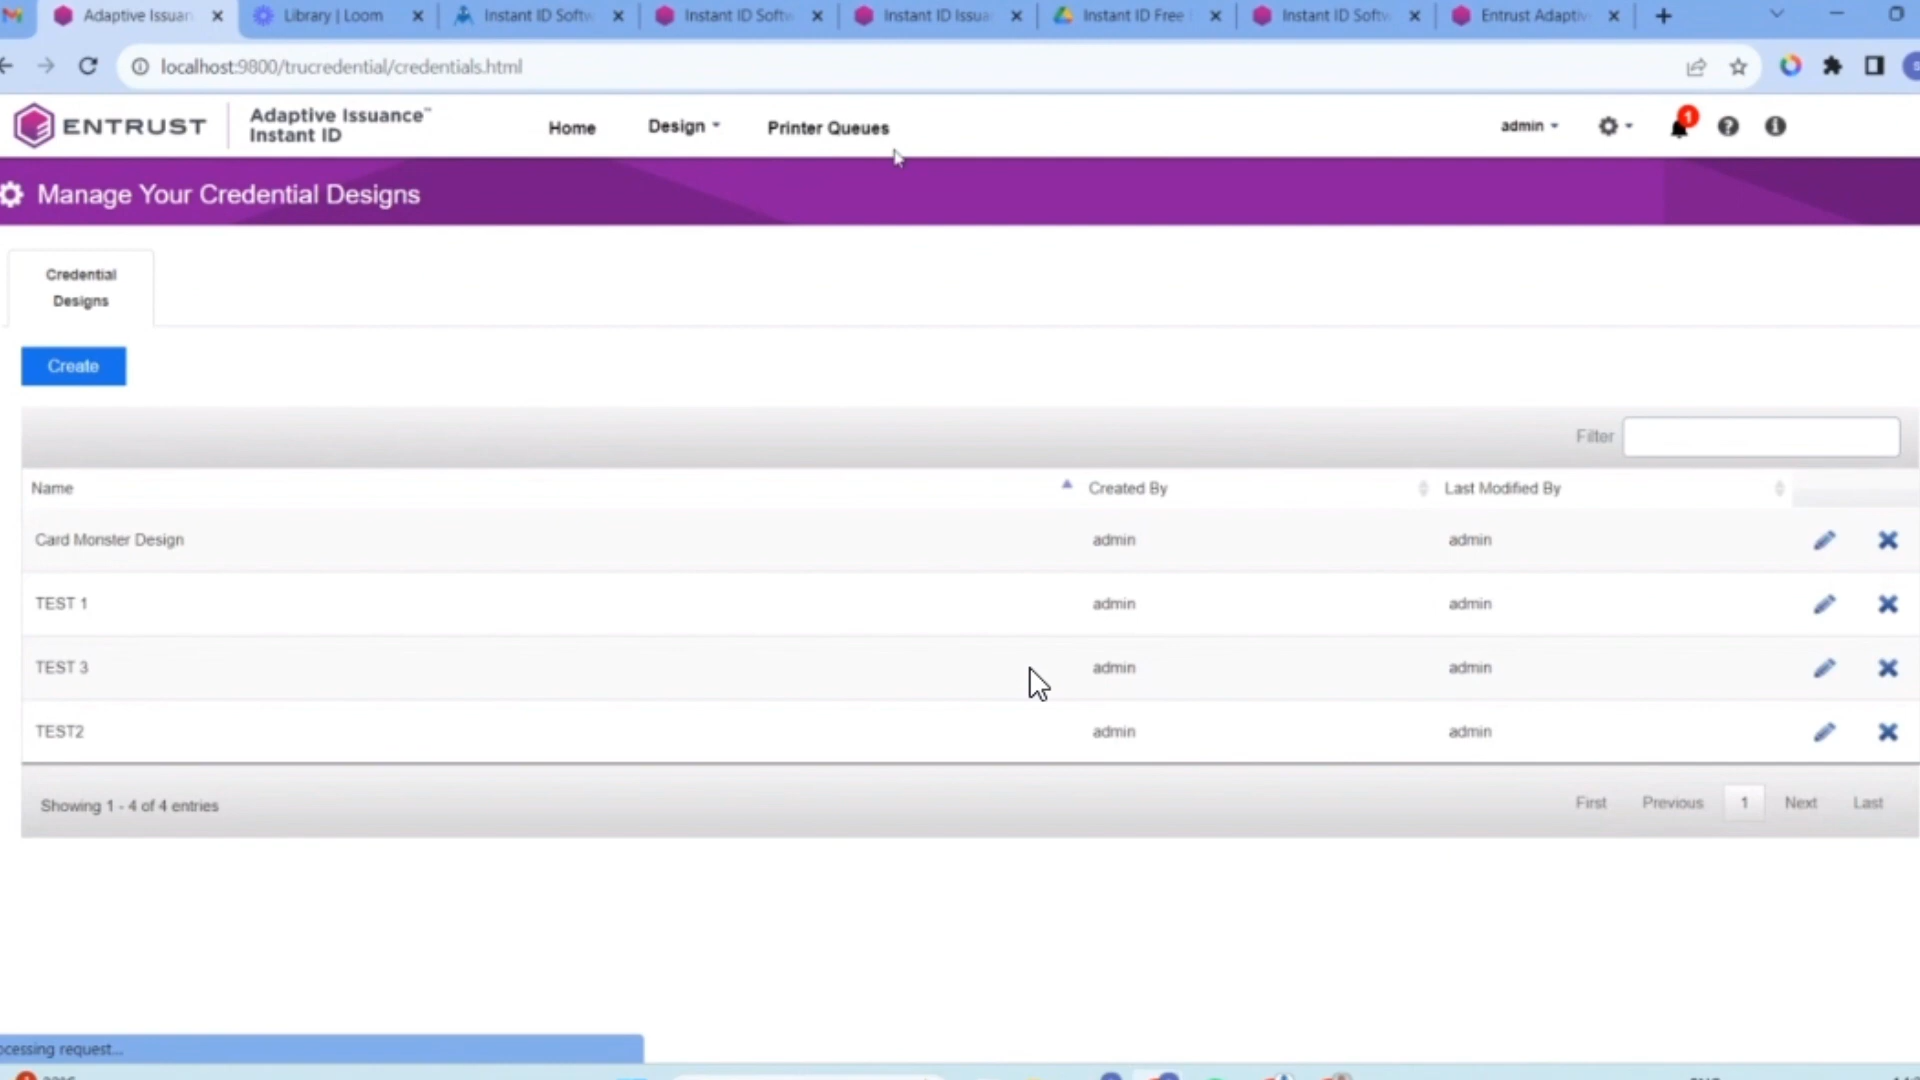 Adaptive Issuan
Library | Loom
Instant ID Softw
Instant ID Softw
Instant ID Issua
Instant ID Free
Instant ID Softw
Entrust Adaptiv
localhost:9800/trucredential/credentials.html
ENTRUST
Adaptive Issuance™
Instant ID
Home
Design
Printer Queues
admin
1
Manage Your Credential Designs
Credential
Designs
Create
Filter
Name Created By Last Modified By
Card Monster Design admin admin
TEST 1 admin admin
TEST 3 admin admin
TEST2 admin admin
Showing 1 - 4 of 4 entries
First Previous 1 Next Last
ocessing request...